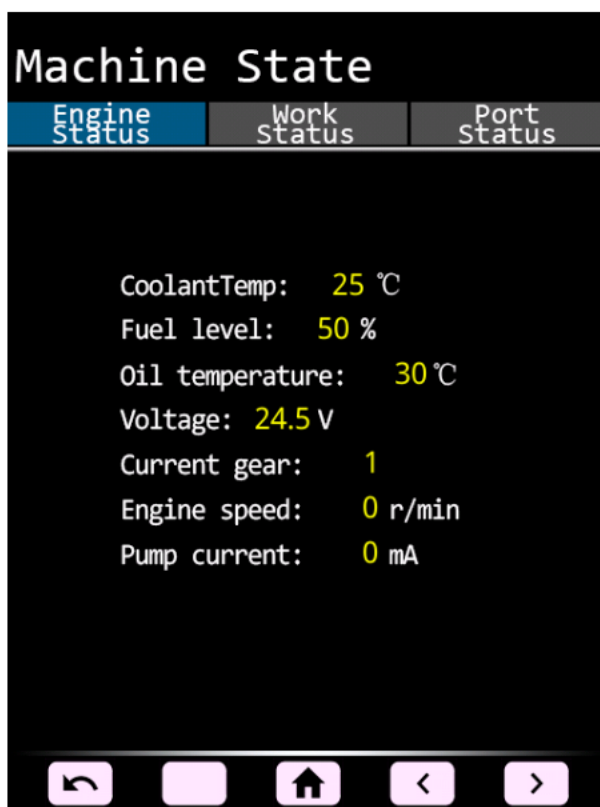 Machine State
Engine Status
Work Status
Port Status
CoolantTemp: 25 ℃
Fuel level: 50 %
Oil temperature: 30 ℃
Voltage: 24.5 V
Current gear: 1
Engine speed: 0 r/min
Pump current: 0 mA